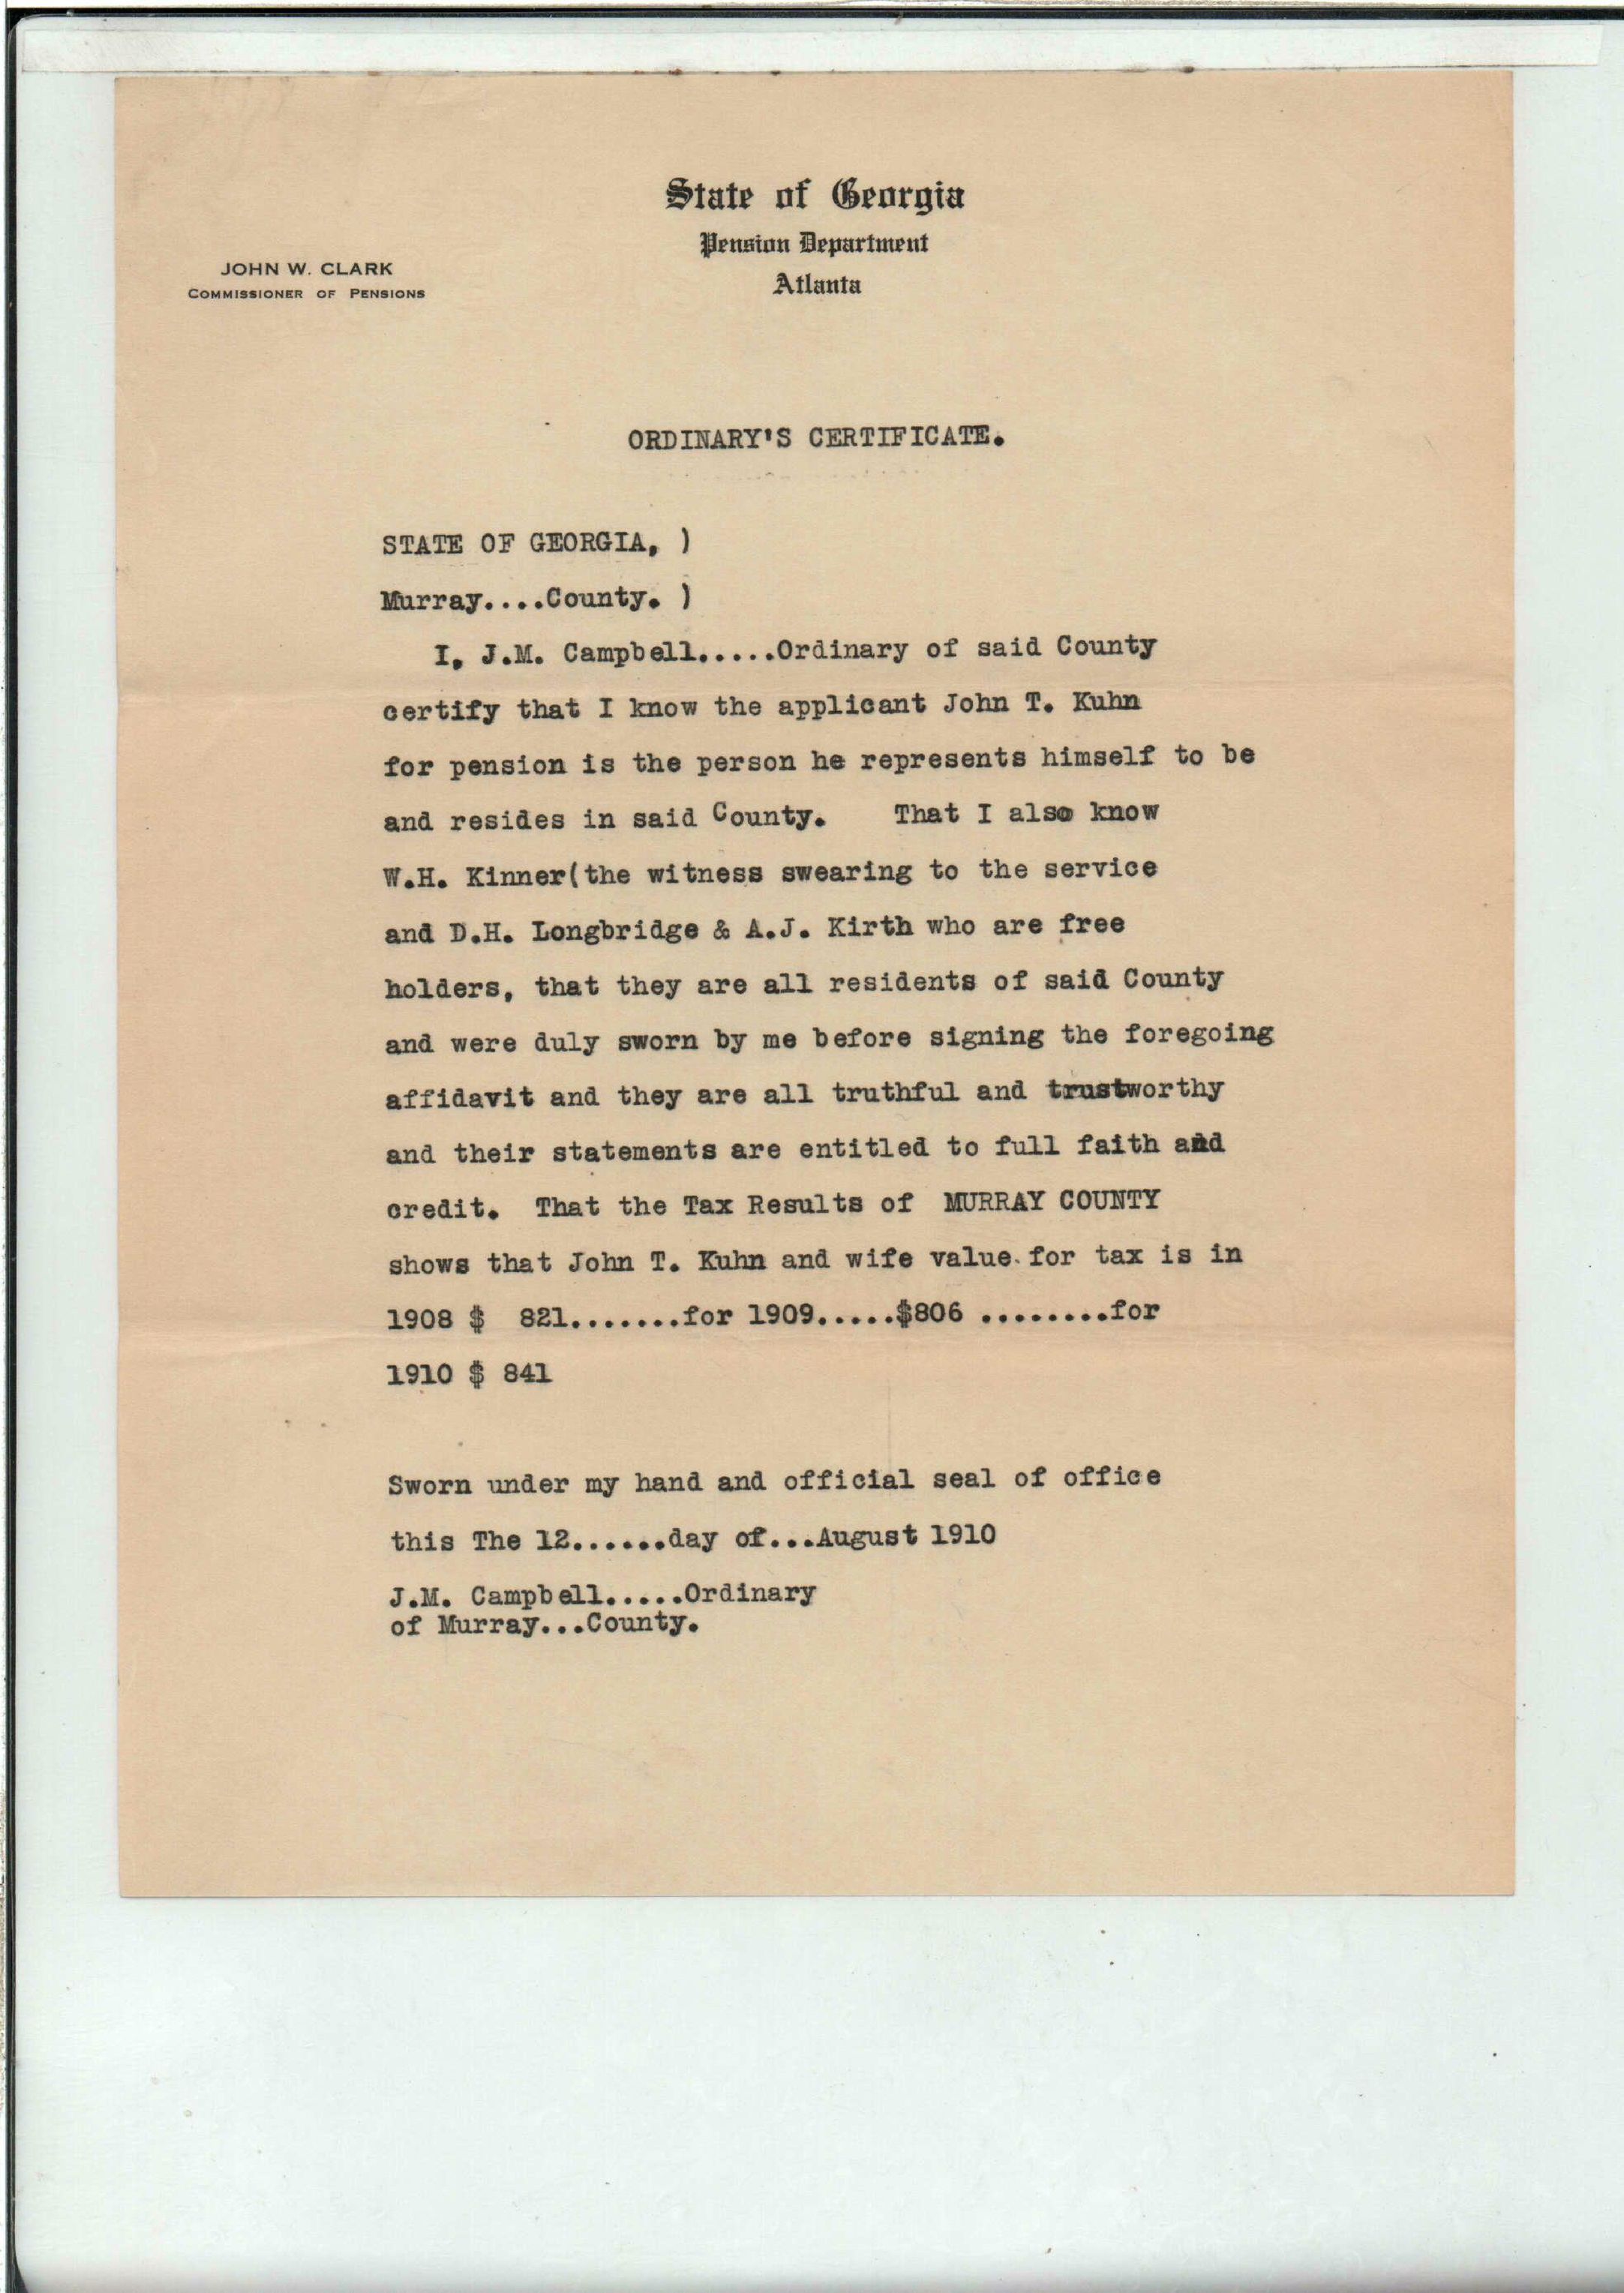 State of Georgia
Pension Department
Atlanta
JOHN W. CLARK
COMMISSIONER OF PENSIONS
ORDINARY'S CERTIFICATE.
STATE OF GEORGIA, )
Murray....County. )
I, J.M. Campbell.....Ordinary of said County
certify that I know the applicant John T. Kuhn
for pension is the person he represents himself to be
and resides in said County. That I also know
W.H. Kinner(the witness swearing to the service
and D.H. Longbridge & A.J. Kirth who are free
holders, that they are all residents of said County
and were duly sworn by me before signing the foregoing
affidavit and they are all truthful and trustworthy
and their statements are entitled to full faith and
credit. That the Tax Results of MURRAY COUNTY
shows that John T. Kuhn and wife value for tax is in
1908 $ 821.......for 1909.....$806 ........for
1910 $ 841
Sworn under my hand and official seal of office
this The 12......day of...August 1910
J.M. Campbell.....Ordinary
of Murray...County.